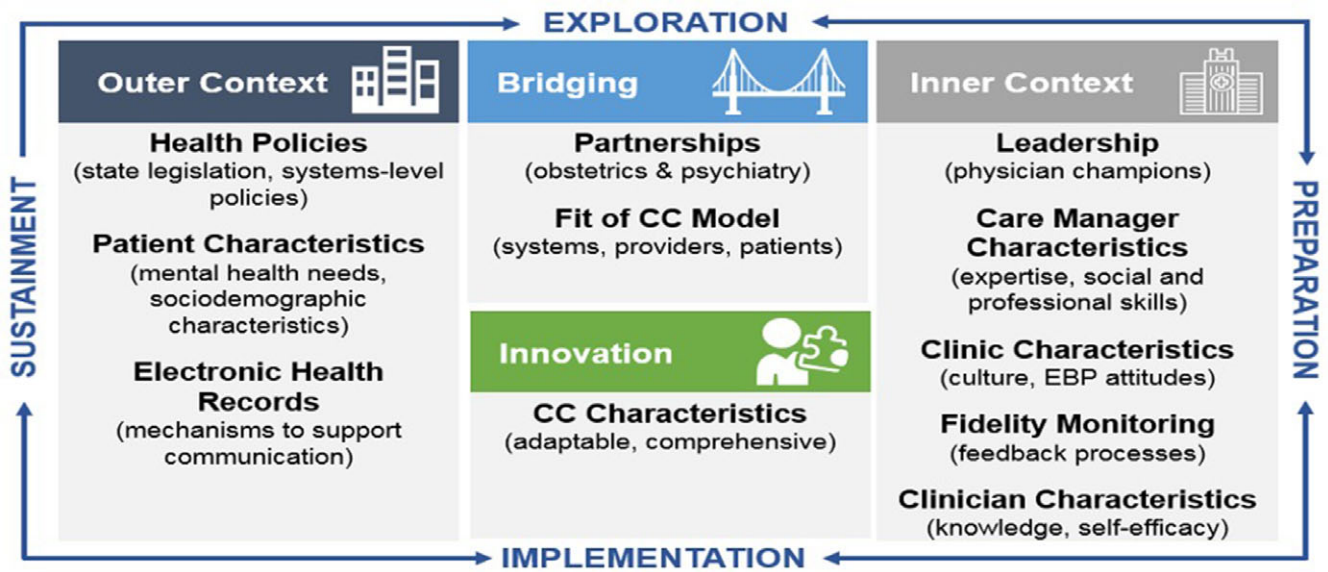 EXPLORATION
Outer Context
Health Policies
(state legislation, systems-level
policies)
Patient Characteristics
(mental health needs,
sociodemographic
characteristics)
Electronic Health
Records
(mechanisms to support
communication)
Bridging
Partnerships
(obstetrics & psychiatry)
Fit of CC Model
(systems, providers, patients)
Innovation
CC Characteristics
(adaptable, comprehensive)
Inner Context
Leadership
(physician champions)
Care Manager
Characteristics
(expertise, social and
professional skills)
Clinic Characteristics
(culture, EBP attitudes)
Fidelity Monitoring
(feedback processes)
Clinician Characteristics
(knowledge, self-efficacy)
PREPARATION
IMPLEMENTATION
SUSTAINMENT